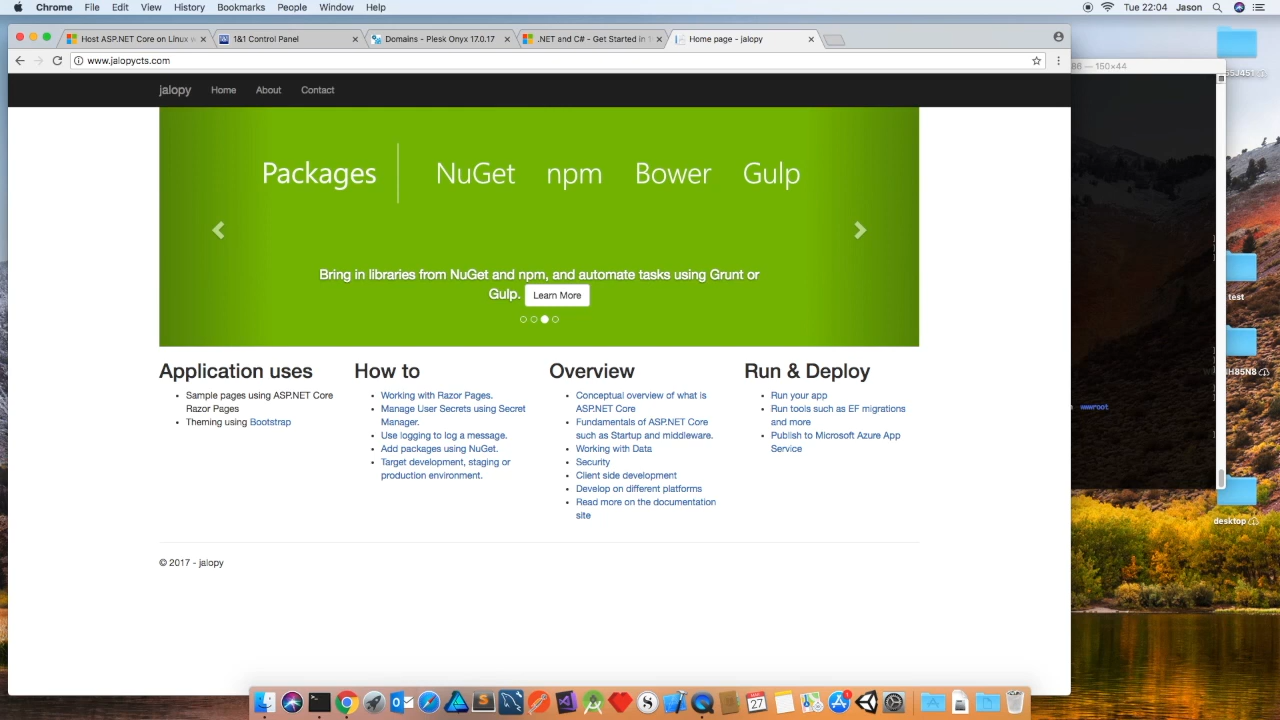 Chrome File Edit View History Bookmarks People Window Help
Tue 22:04 Jason
Host ASP.NET Core on Linux w
1&1 Control Panel
Domains - Plesk Onyx 17.0.17
.NET and C# - Get Started in 1
Home page - jalopy
www.jalopycts.com
— 150×44
jalopy Home About Contact
Packages NuGet npm Bower Gulp
Bring in libraries from NuGet and npm, and automate tasks using Grunt or
Gulp. Learn More
Application uses
Sample pages using ASP.NET Core
Razor Pages
Theming using Bootstrap
How to
Working with Razor Pages.
Manage User Secrets using Secret
Manager.
Use logging to log a message.
Add packages using NuGet.
Target development, staging or
production environment.
Overview
Conceptual overview of what is
ASP.NET Core
Fundamentals of ASP.NET Core
such as Startup and middleware.
Working with Data
Security
Client side development
Develop on different platforms
Read more on the documentation
site
Run & Deploy
Run your app
Run tools such as EF migrations
and more
Publish to Microsoft Azure App
Service
© 2017 - jalopy
test
wwwroot
desktop
27